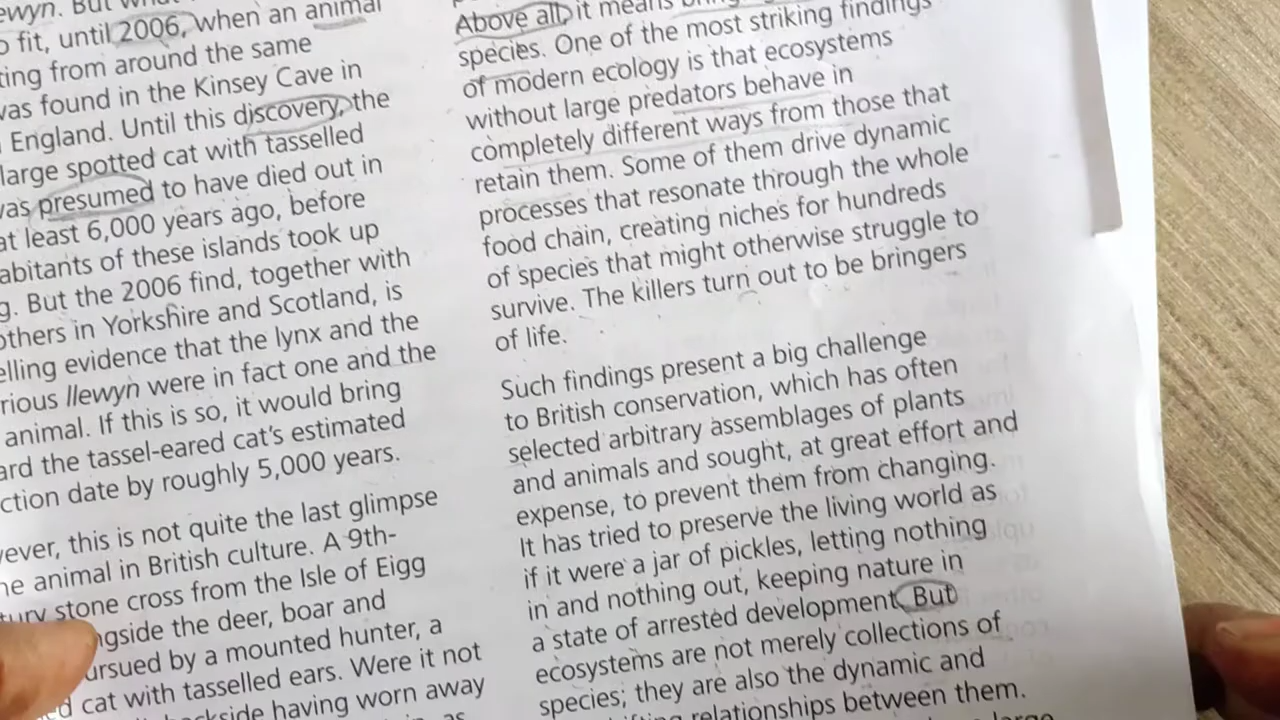 But what
fit, until 2006, when an animal
ting from around the same
was found in the Kinsey Cave in
England. Until this discovery, the
large spotted cat with tasselled
was presumed to have died out in
at least 6,000 years ago, before
abitants of these islands took up
g. But the 2006 find, together with
others in Yorkshire and Scotland, is
elling evidence that the lynx and the
rious llewyn were in fact one and the
animal. If this is so, it would bring
ard the tassel-eared cat's estimated
ction date by roughly 5,000 years.
ever, this is not quite the last glimpse
he animal in British culture. A 9th-
tury stone cross from the Isle of Eigg
ngside the deer, boar and
ursued by a mounted hunter, a
ed cat with tasselled ears. Were it not
backside having worn away
as
Above all, it means
species. One of the most striking findings
of modern ecology is that ecosystems
without large predators behave in
completely different ways from those that
retain them. Some of them drive dynamic
processes that resonate through the whole
food chain, creating niches for hundreds
of species that might otherwise struggle to
survive. The killers turn out to be bringers
of life.
Such findings present a big challenge
to British conservation, which has often
selected arbitrary assemblages of plants
and animals and sought, at great effort and
expense, to prevent them from changing.
It has tried to preserve the living world as
if it were a jar of pickles, letting nothing
in and nothing out, keeping nature in
a state of arrested development. But
ecosystems are not merely collections of
species; they are also the dynamic and
relationships between them.
large